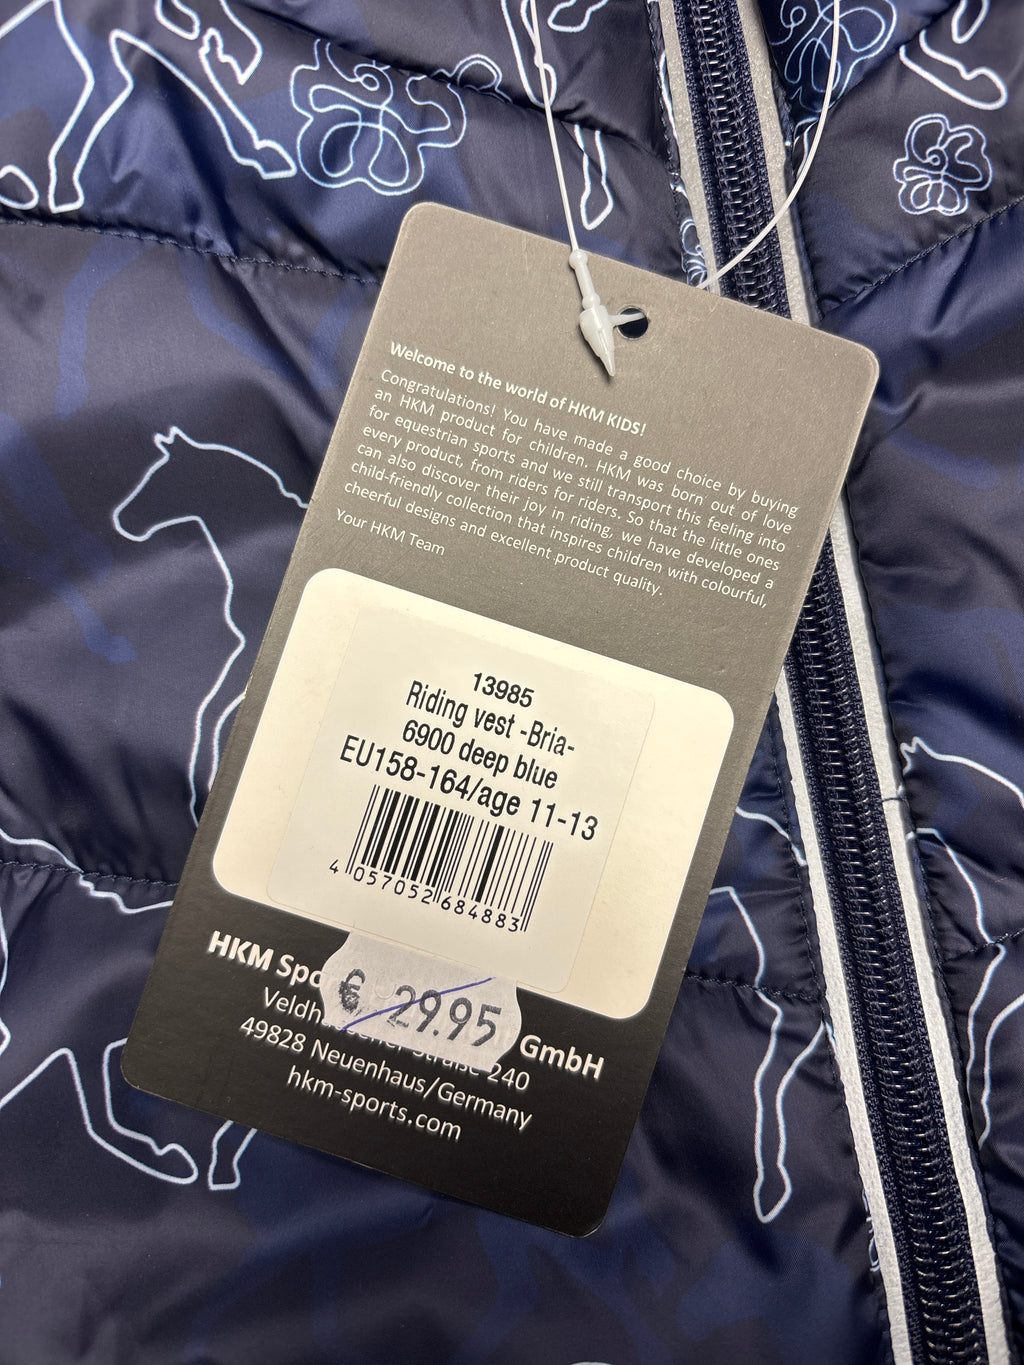 Welcome to the world of HKM KIDS!
Congratulations! You have made a good choice by buying
an HKM product for children. HKM was born out of love
for equestrian sports and we still transport this feeling into
every product, from riders for riders. So that the little ones
can also discover their joy in riding, we have developed a
child-friendly collection that inspires children with colourful,
cheerful designs and excellent product quality.
Your HKM Team
13985
Riding vest -Bria-
6900 deep blue
EU158-164/age 11-13
4 057052 684883
€ 29.95
HKM GmbH
240
49828 Neuenhaus/Germany
hkm-sports.com